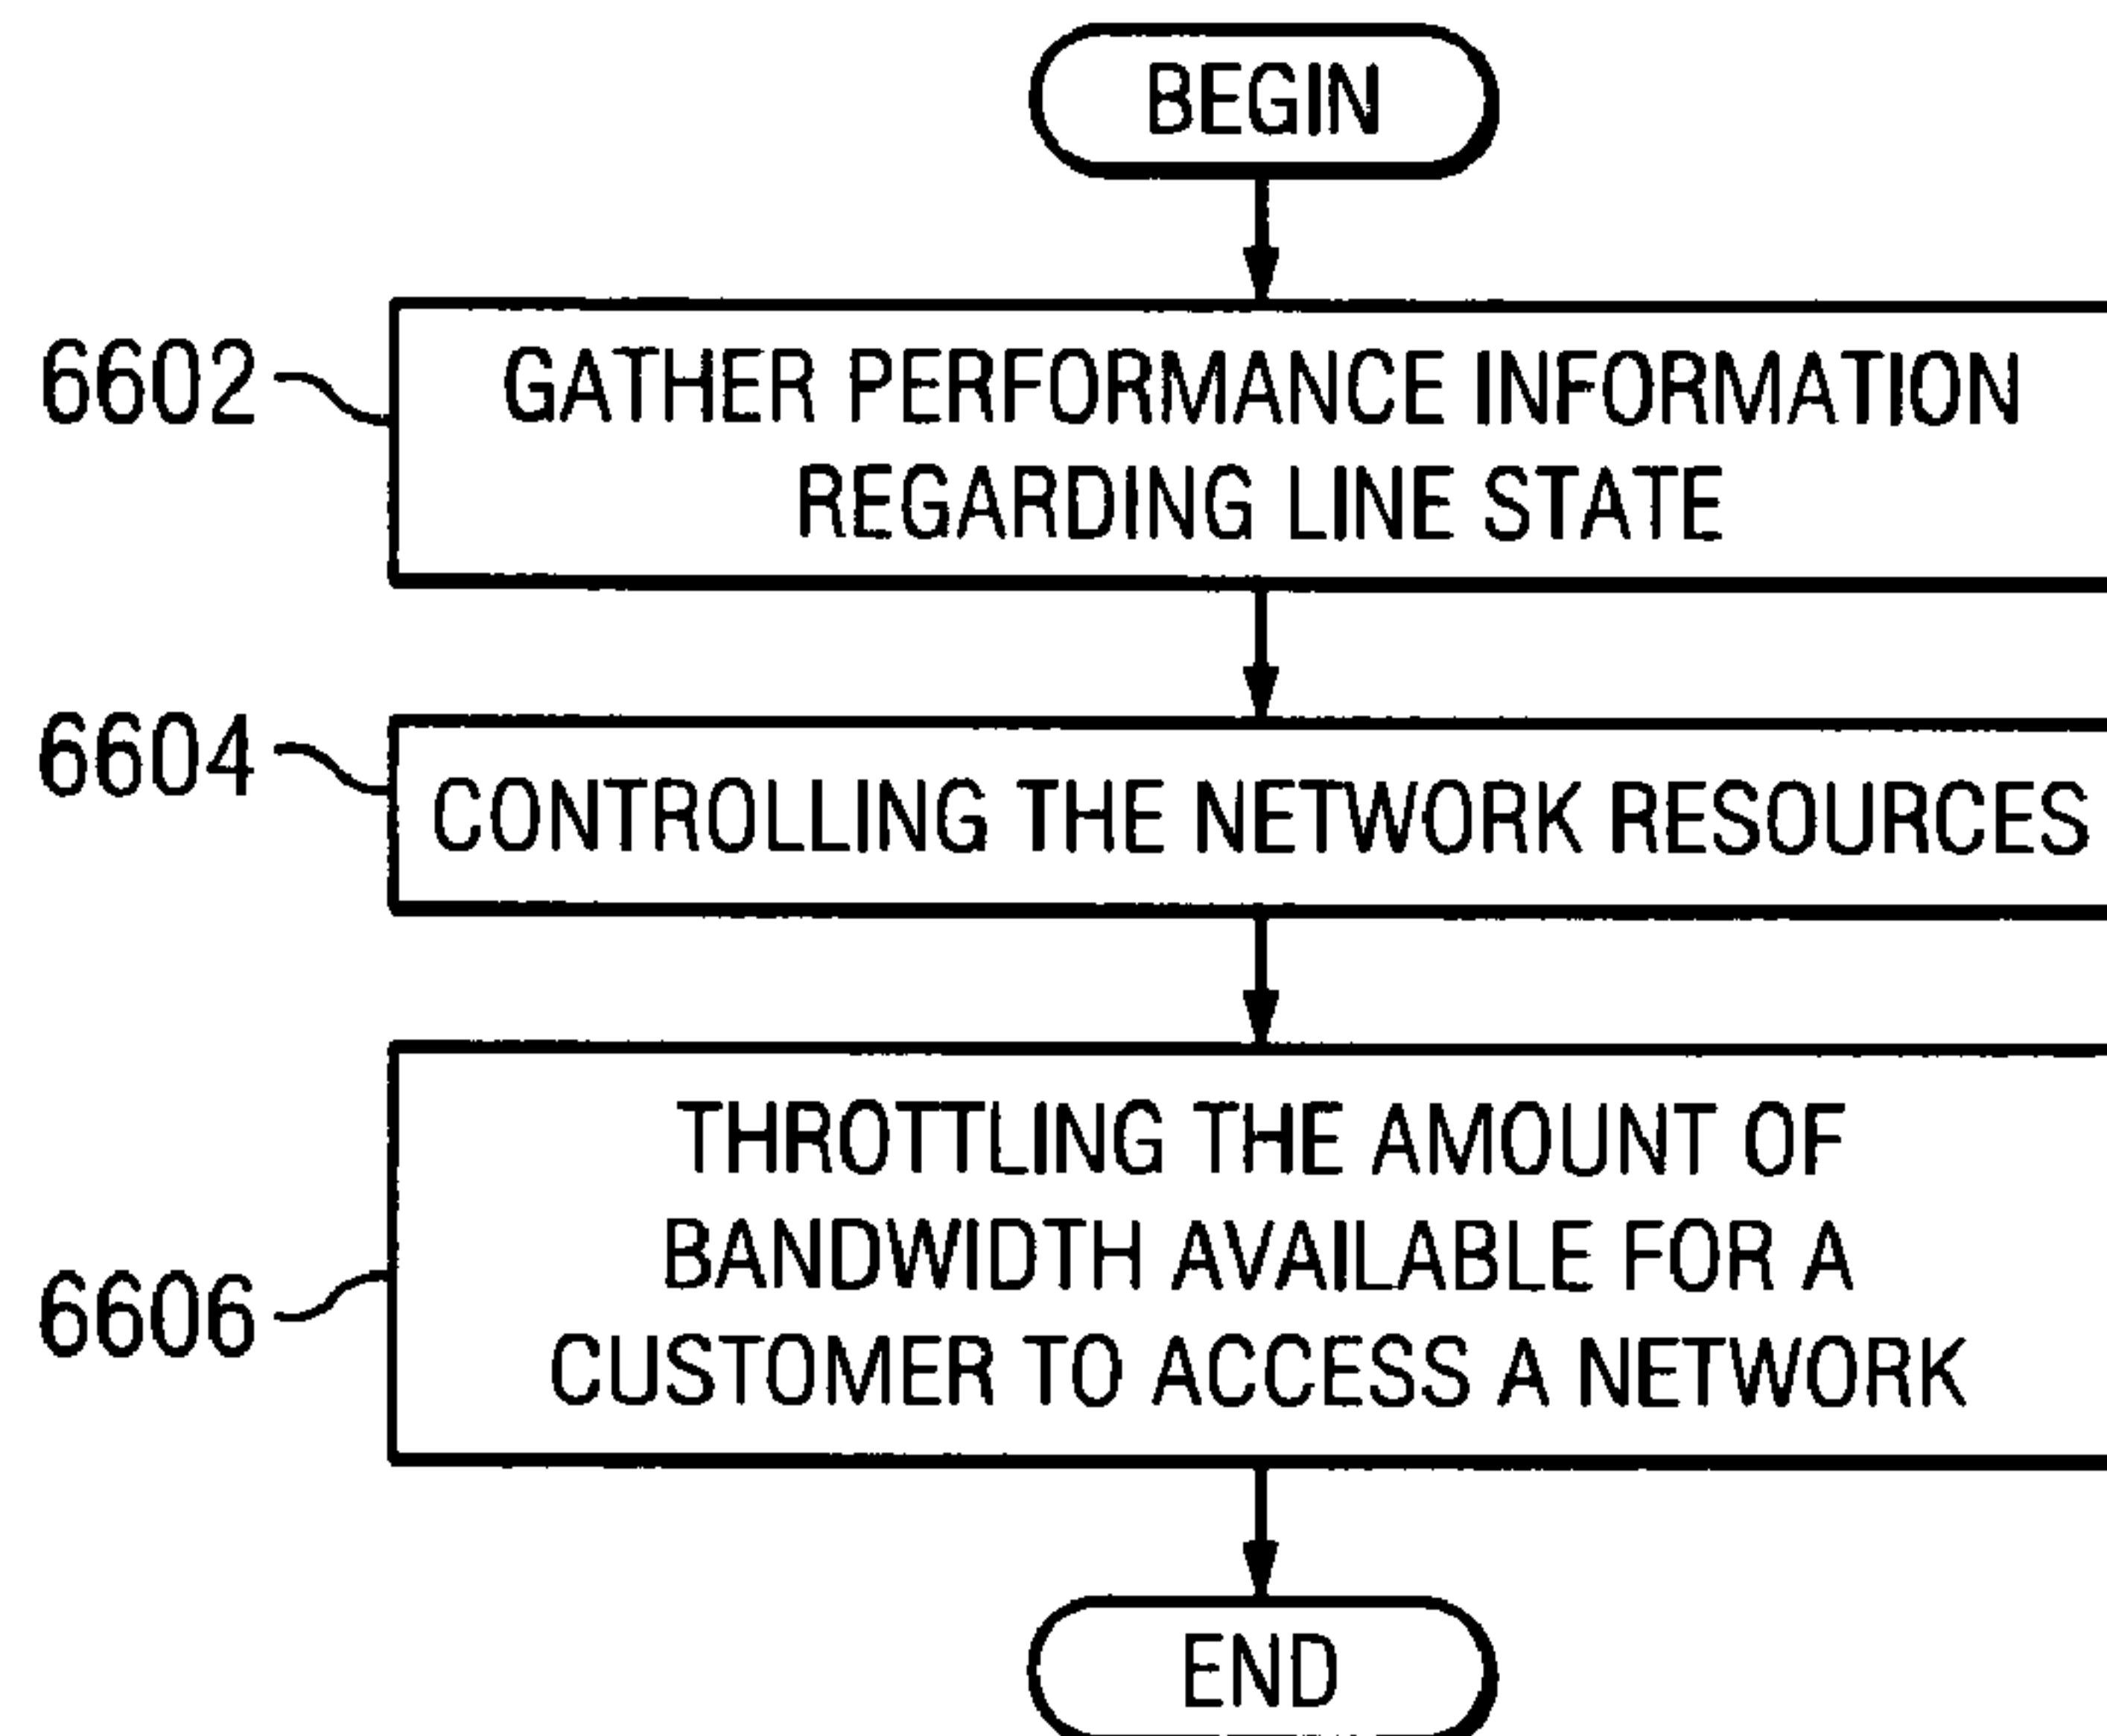 BEGIN
6602
GATHER PERFORMANCE INFORMATION
REGARDING LINE STATE
6604
CONTROLLING THE NETWORK RESOURCES
6606
THROTTLING THE AMOUNT OF
BANDWIDTH AVAILABLE FOR A
CUSTOMER TO ACCESS A NETWORK
END